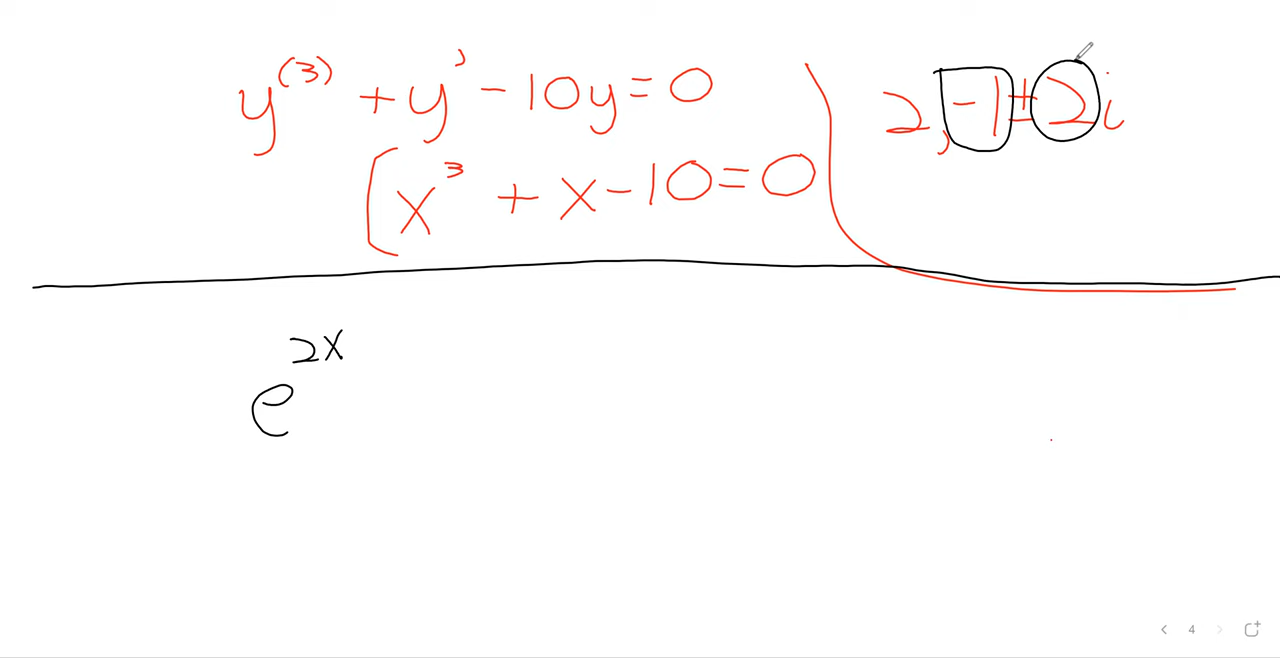 y^(3) + y' - 10y = 0
2, -1 ± 2i
x^3 + x - 10 = 0
e^2x
4